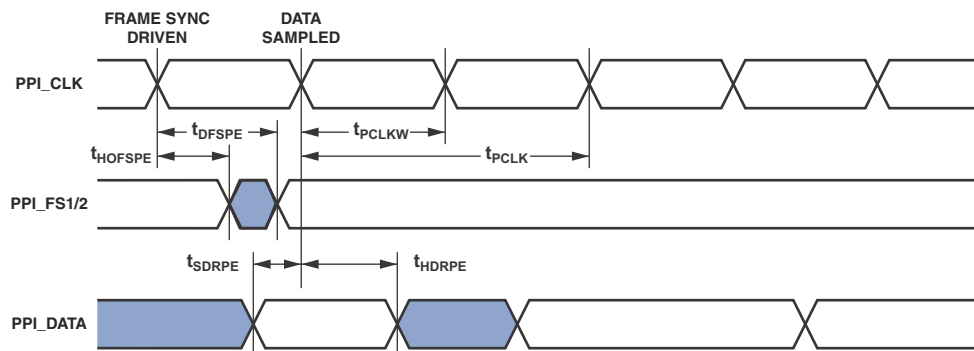 FRAME SYNC
DRIVEN
DATA
SAMPLED
PPI_CLK
tDFSPE
tPCLKW
tHOFSPE
tPCLK
PPI_FS1/2
tSDRPE
tHDRPE
PPI_DATA